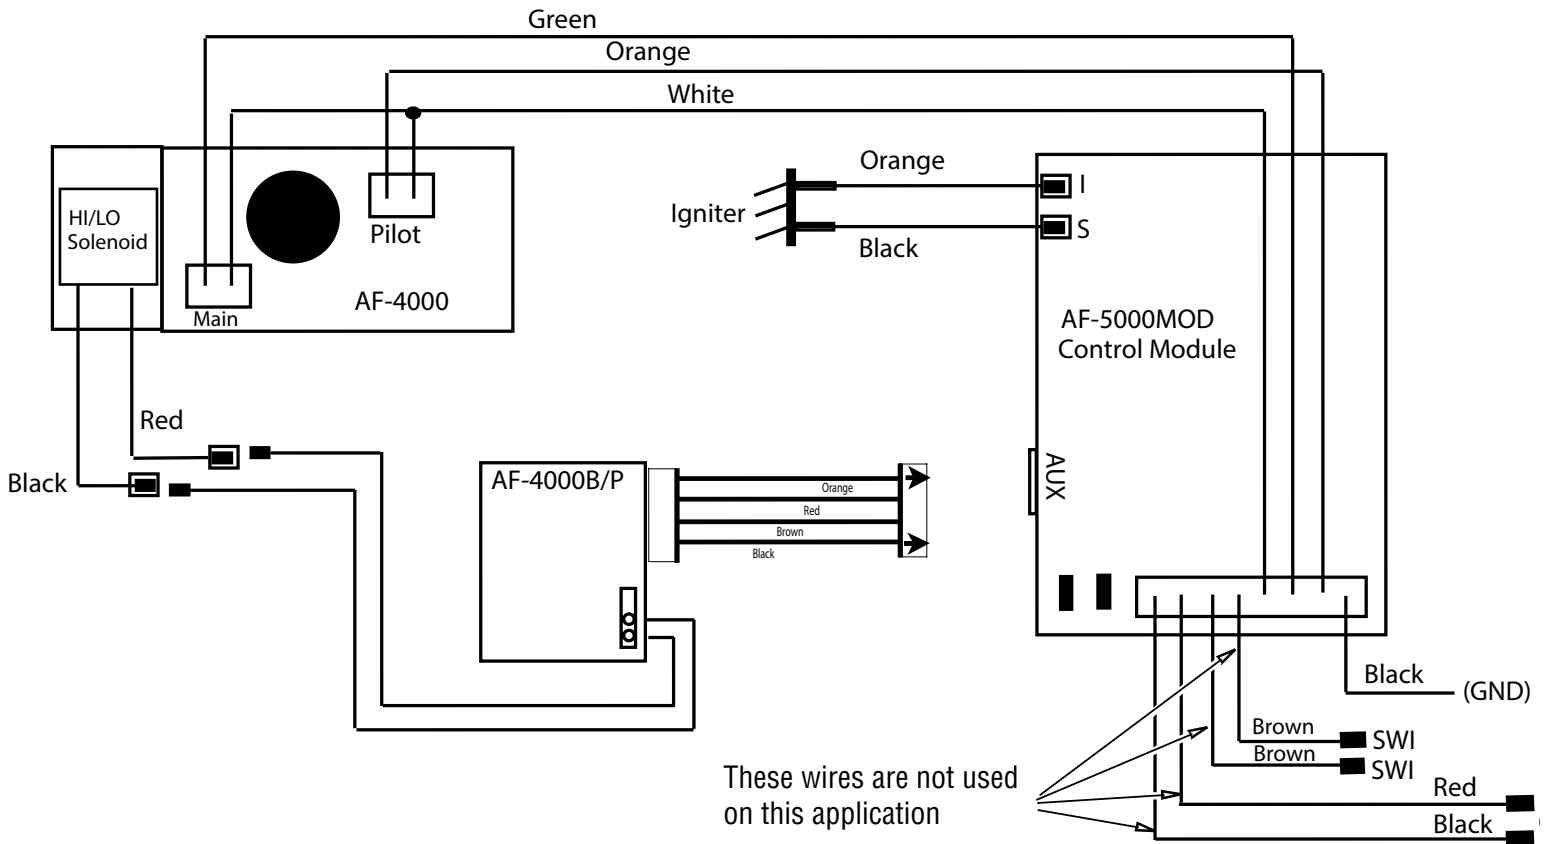 Green
Orange
White
Orange
I
Igniter
S
Black
HI/LO
Solenoid
Pilot
AF-4000
Main
AF-5000MOD
Control Module
Red
Black
AF-4000B/P
Orange
Red
Brown
Black
AUX
Black
(GND)
Brown
SWI
Brown
SWI
These wires are not used
on this application
Red
Black